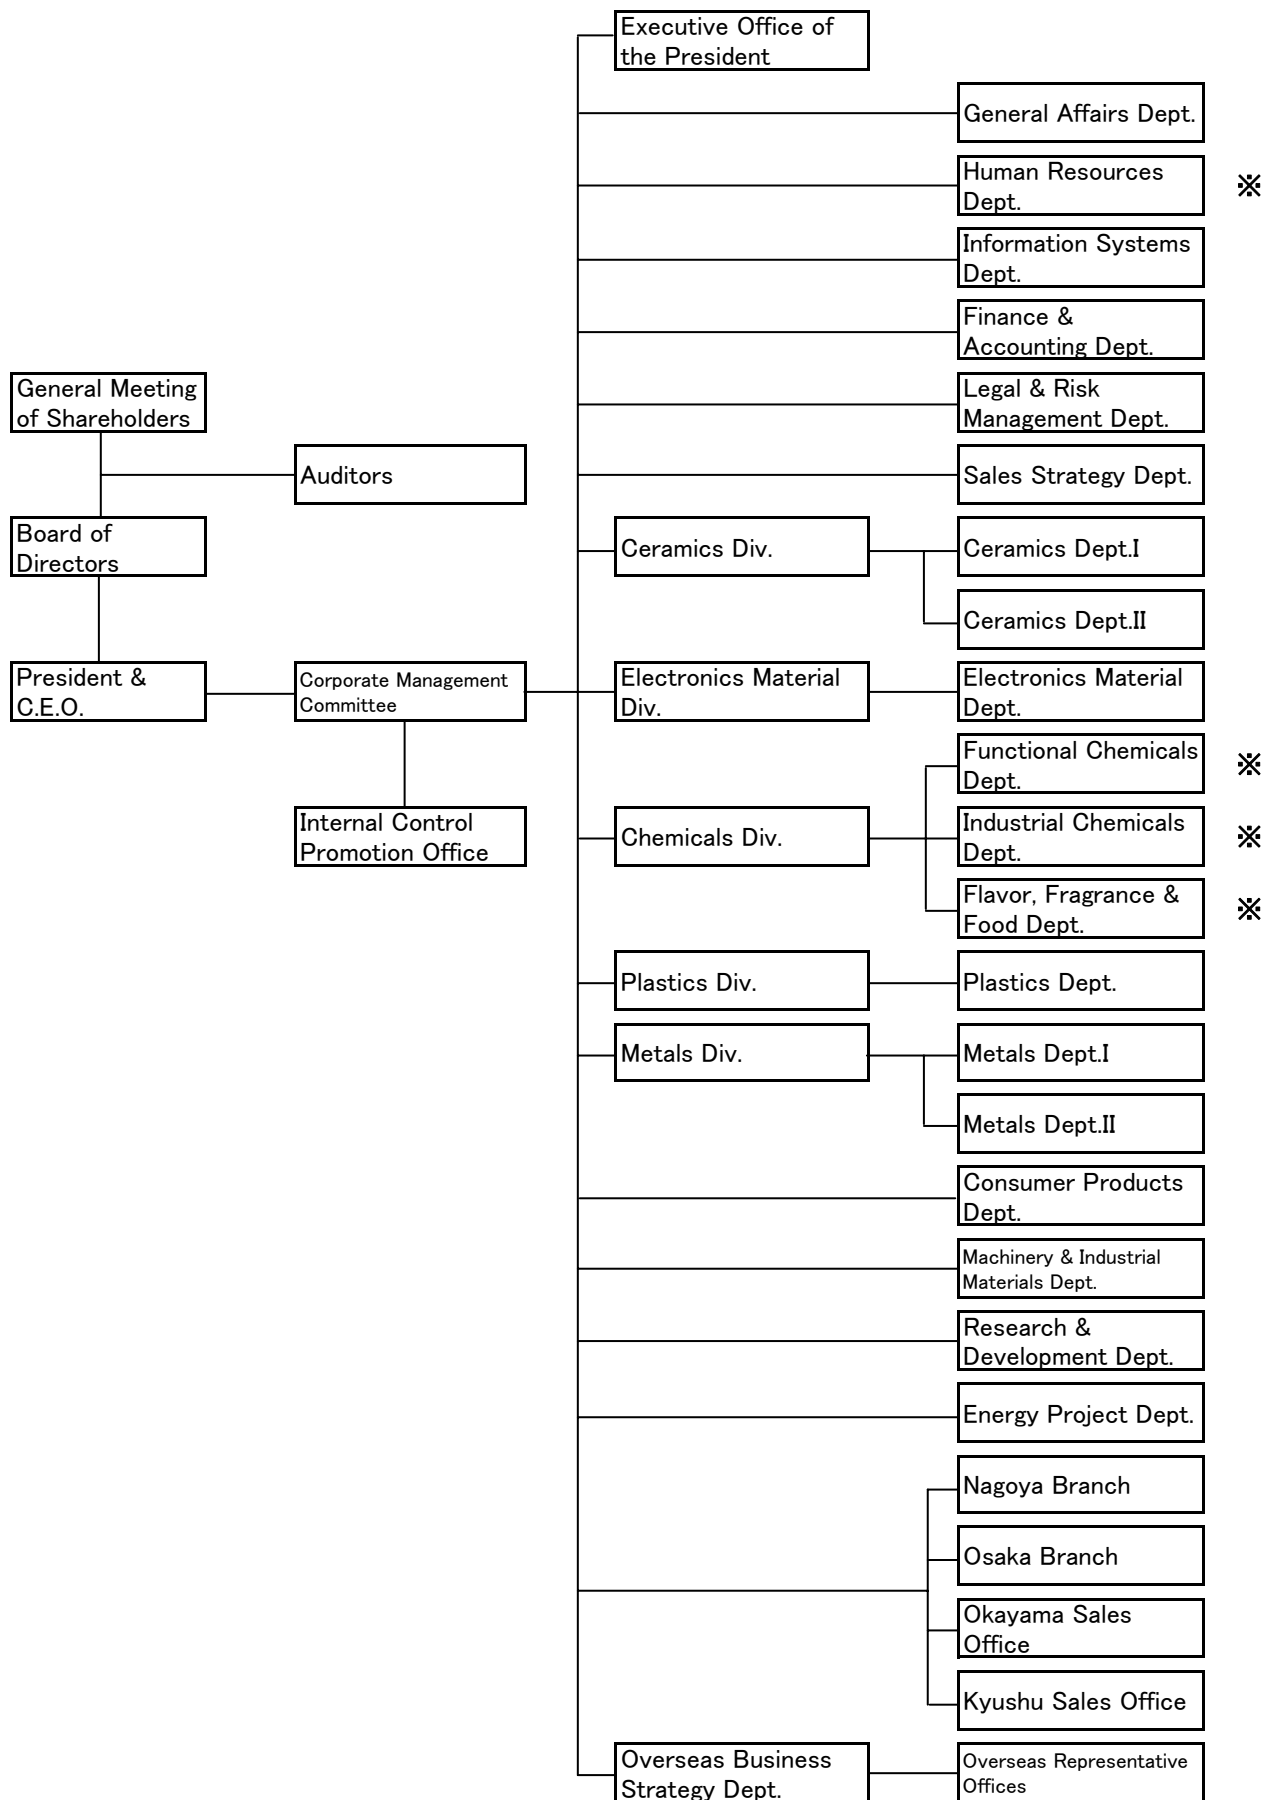 Executive Office of
the President
General Affairs Dept.
Human Resources
Dept.
※
Information Systems
Dept.
Finance &
Accounting Dept.
General Meeting
of Shareholders
Legal & Risk
Management Dept.
Auditors
Sales Strategy Dept.
Board of
Directors
Ceramics Div.
Ceramics Dept.I
Ceramics Dept.II
President &
C.E.O.
Corporate Management
Committee
Electronics Material
Div.
Electronics Material
Dept.
Functional Chemicals
Dept.
※
Internal Control
Promotion Office
Chemicals Div.
Industrial Chemicals
Dept.
※
Flavor, Fragrance &
Food Dept.
※
Plastics Div.
Plastics Dept.
Metals Div.
Metals Dept.I
Metals Dept.II
Consumer Products
Dept.
Machinery & Industrial
Materials Dept.
Research &
Development Dept.
Energy Project Dept.
Nagoya Branch
Osaka Branch
Okayama Sales
Office
Kyushu Sales Office
Overseas Business
Strategy Dept.
Overseas Representative
Offices